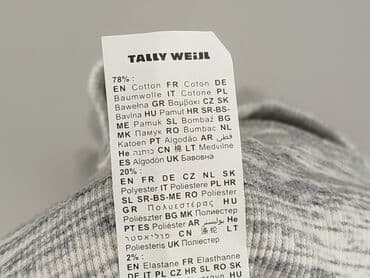 TALLY WEIJL
78% :
EN Cotton FR Coton DE
Baumwolle IT Cotone PL
Bawełna GR Βαμβάκι CZ SK
Bavlna HU Pamut HR SR-BS-
ME Pamuk SL Bombaž BG
MK Памук RO Bumbac NL
Katoen PT Algodão AR قطن
He כותנה CN 棉 LT Medvilnė
ES Algodón UK Бавовна
20% :
EN FR DE CZ NL SK
Polyester IT Poliestere PL HR
SL SR-BS-ME RO Poliester
GR Πολυεστέρας HU
Poliészter BG MK Полиестер
PT ES Poliéster AR بوليستر
He פוליאסטר CN 涤纶 LT
Poliesteris UK Поліестер
2% :
EN Elastane FR Elasthanne
DE IT PL CZ HR SL RO SK